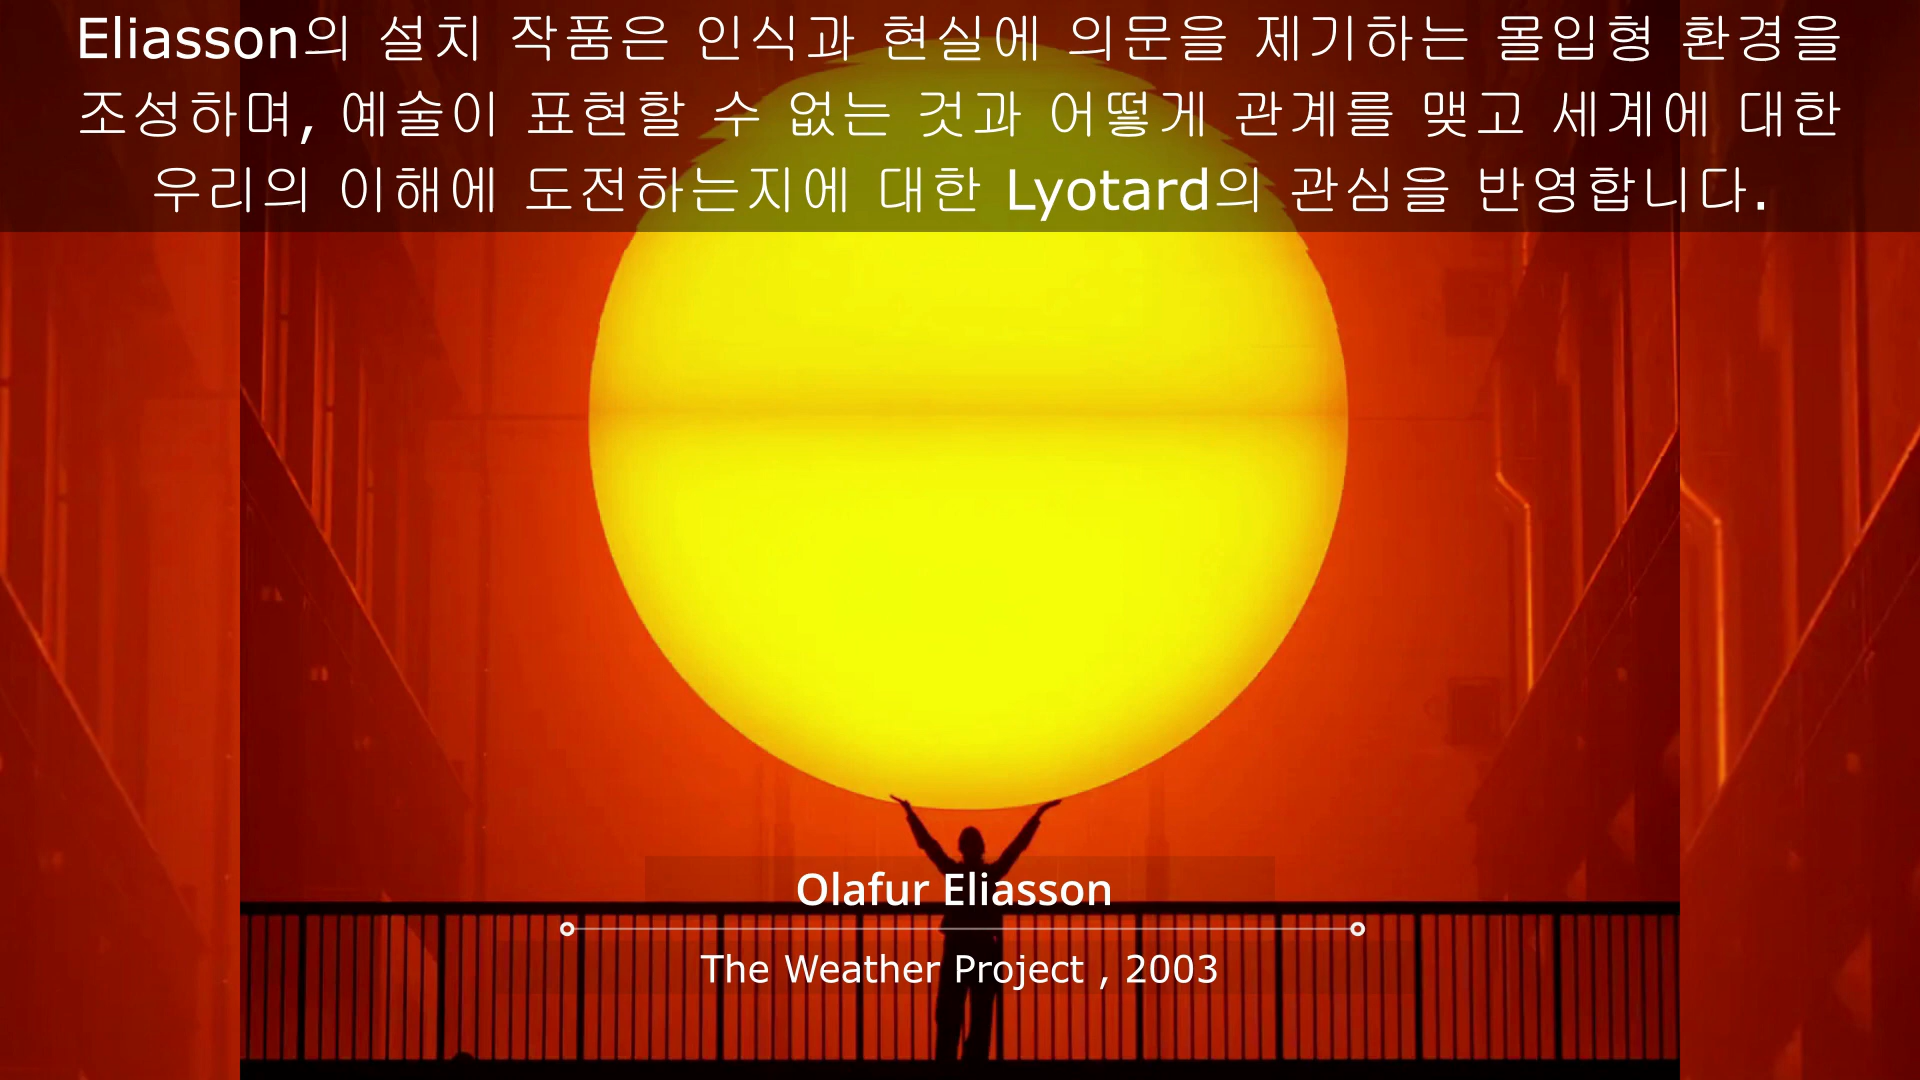 Eliasson의 설치 작품은 인식과 현실에 의문을 제기하는 몰입형 환경을
조성하며, 예술이 표현할 수 없는 것과 어떻게 관계를 맺고 세계에 대한
우리의 이해에 도전하는지에 대한 Lyotard의 관심을 반영합니다.
Olafur Eliasson
The Weather Project , 2003